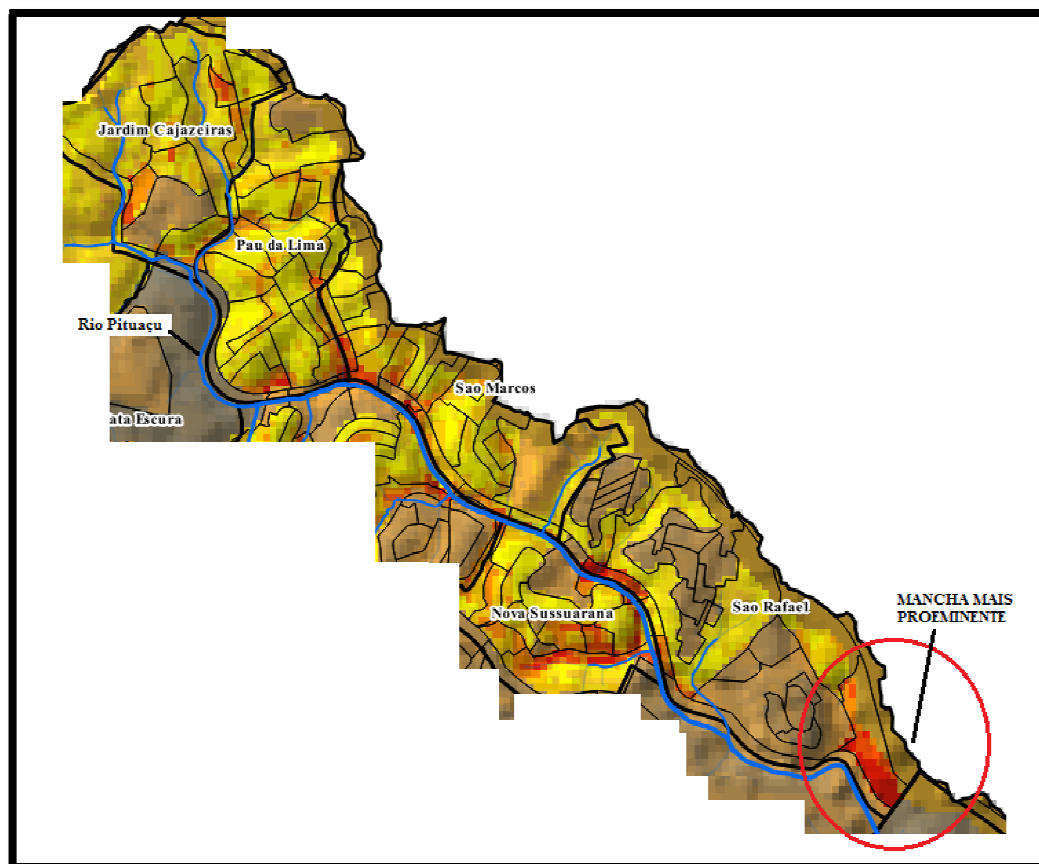 Jardim Cajazeiras
Pau da Lima
Rio Pituaçu
Sao Marcos
ata Escura
MANCHA MAIS
PROEMINENTE
Sao Rafael
Nova Sussuarana